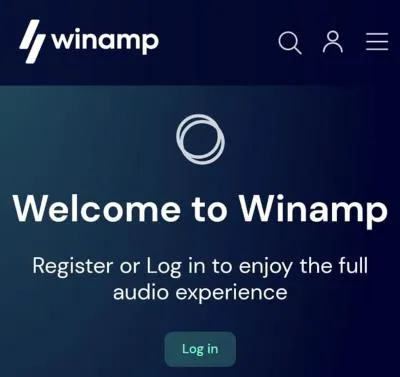 winamp
Welcome to Winamp
Register or Log in to enjoy the full
audio experience
Log in